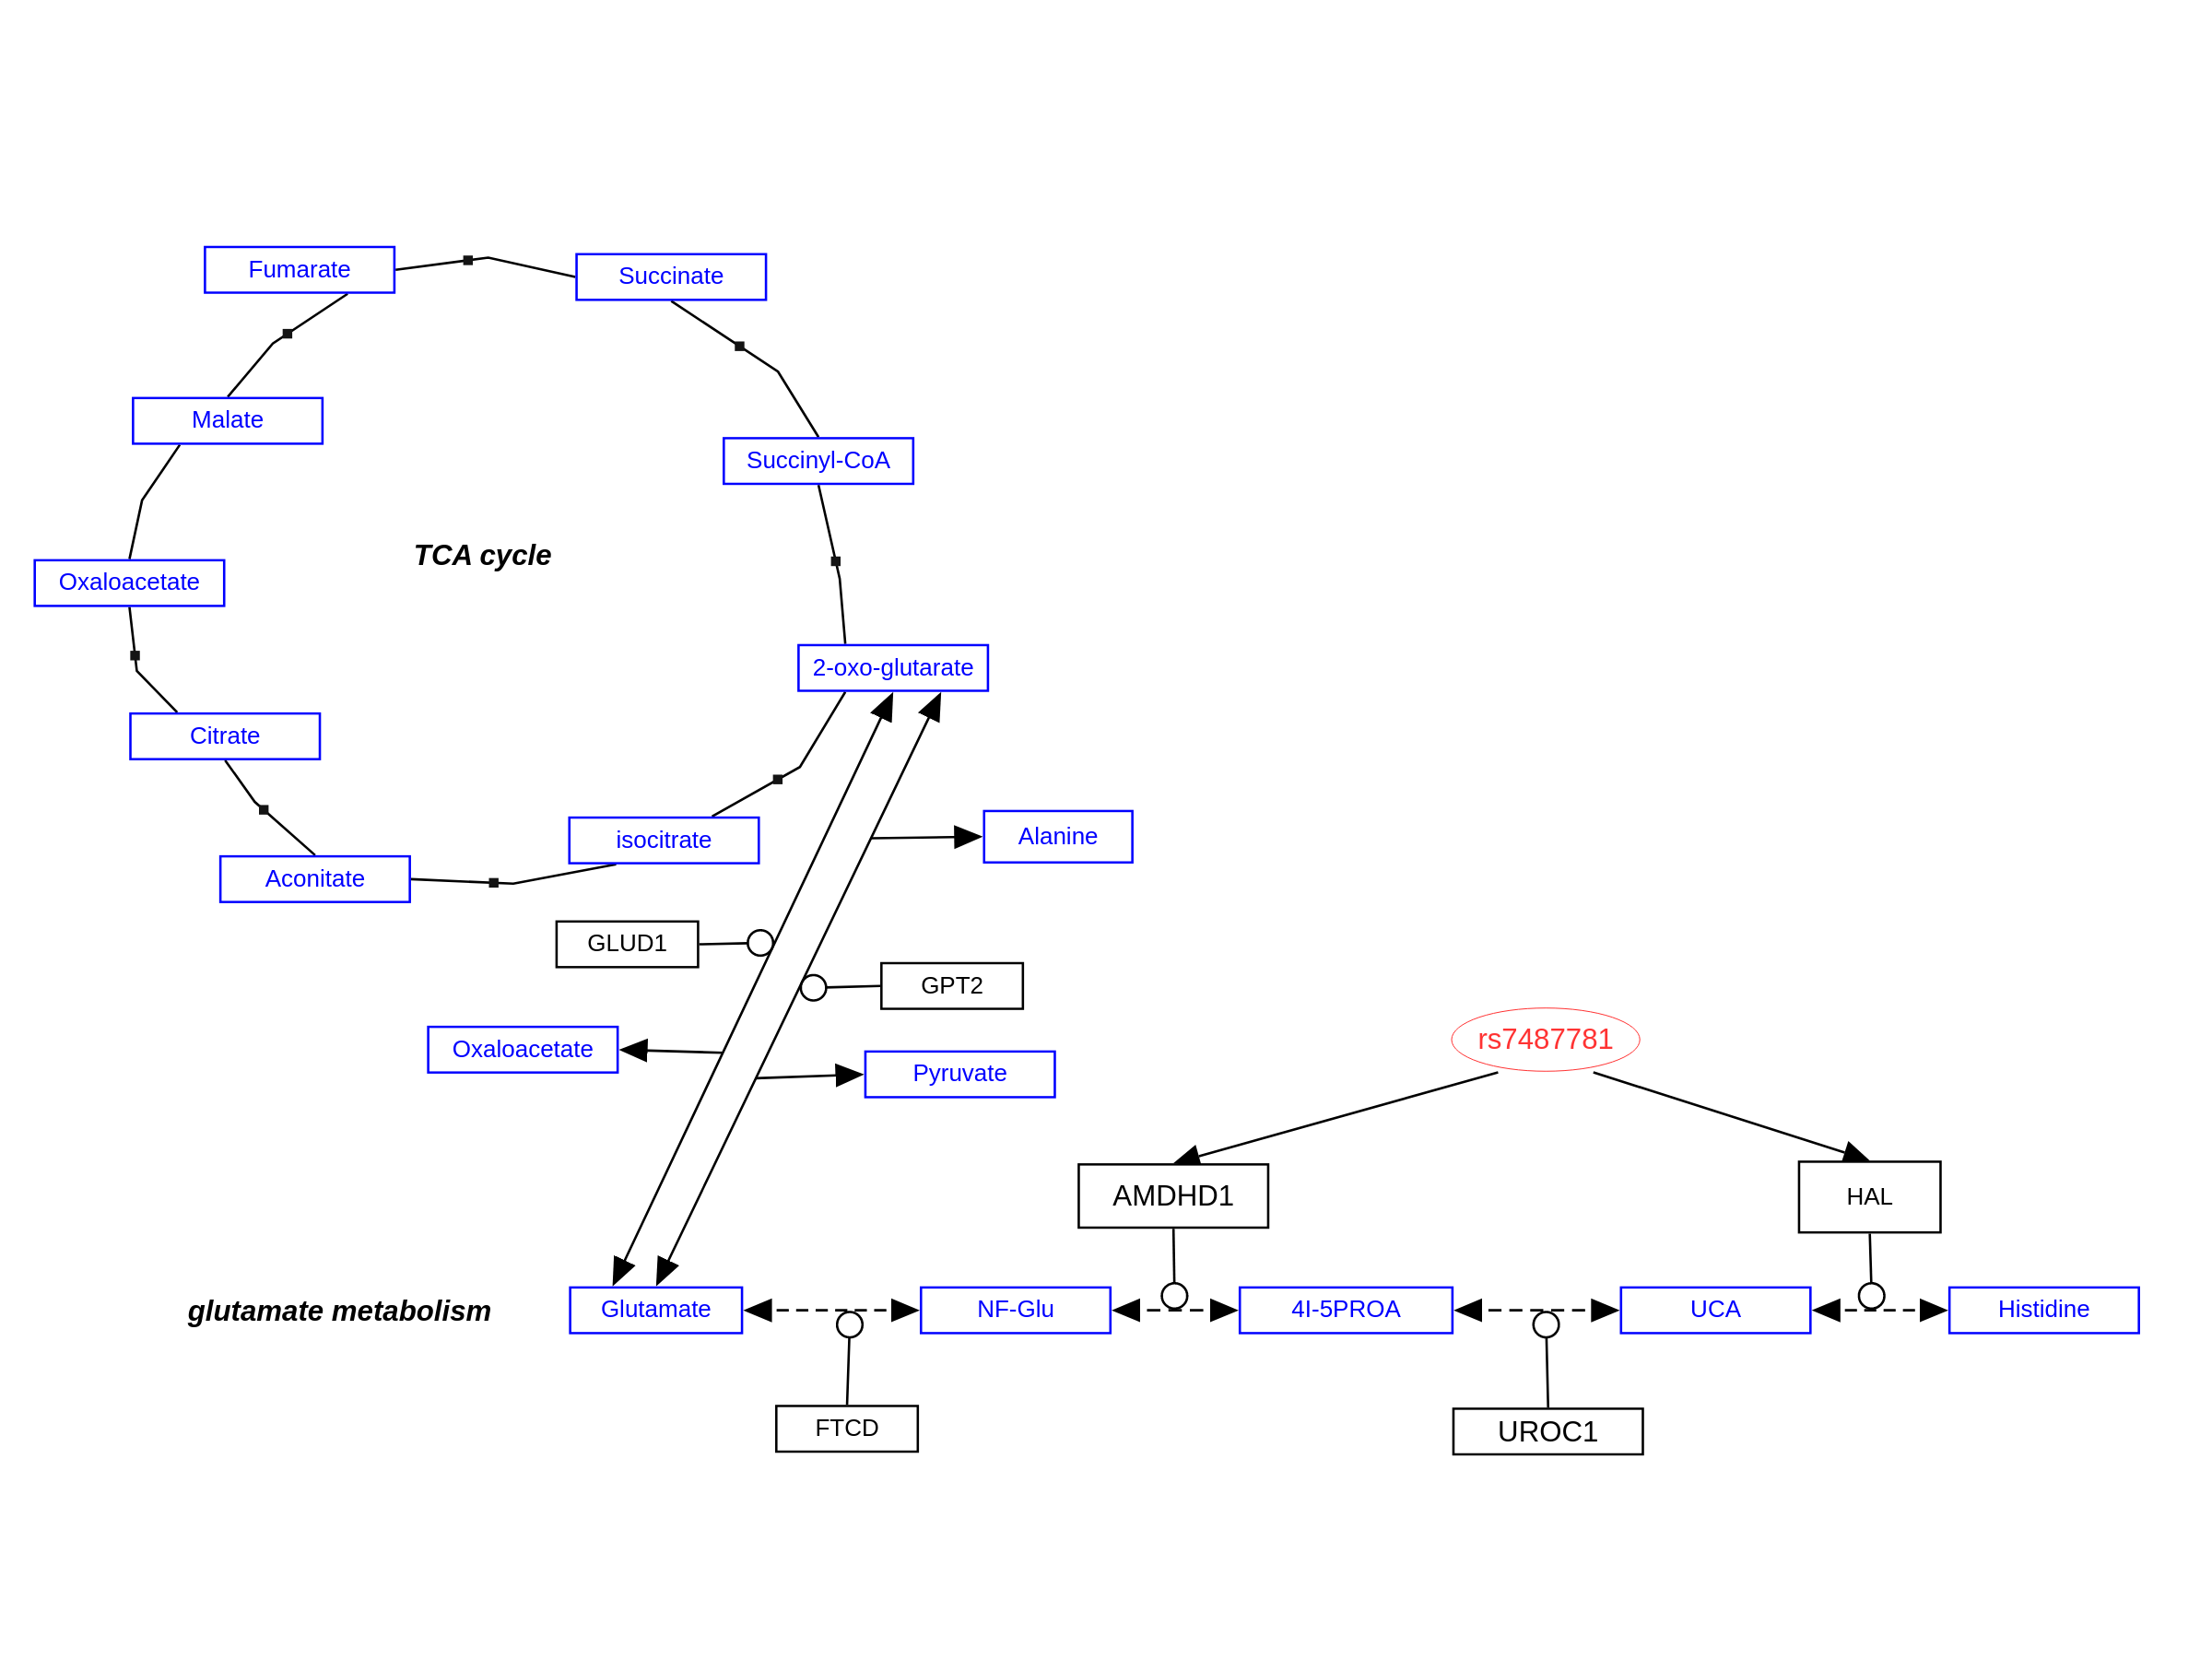 Fumarate
Succinate
Malate
Succinyl-CoA
TCA cycle
Oxaloacetate
2-oxo-glutarate
Citrate
isocitrate
Alanine
Aconitate
GLUD1
GPT2
Oxaloacetate
Pyruvate
rs7487781
AMDHD1
HAL
glutamate metabolism
Glutamate
NF-Glu
4I-5PROA
UCA
Histidine
FTCD
UROC1